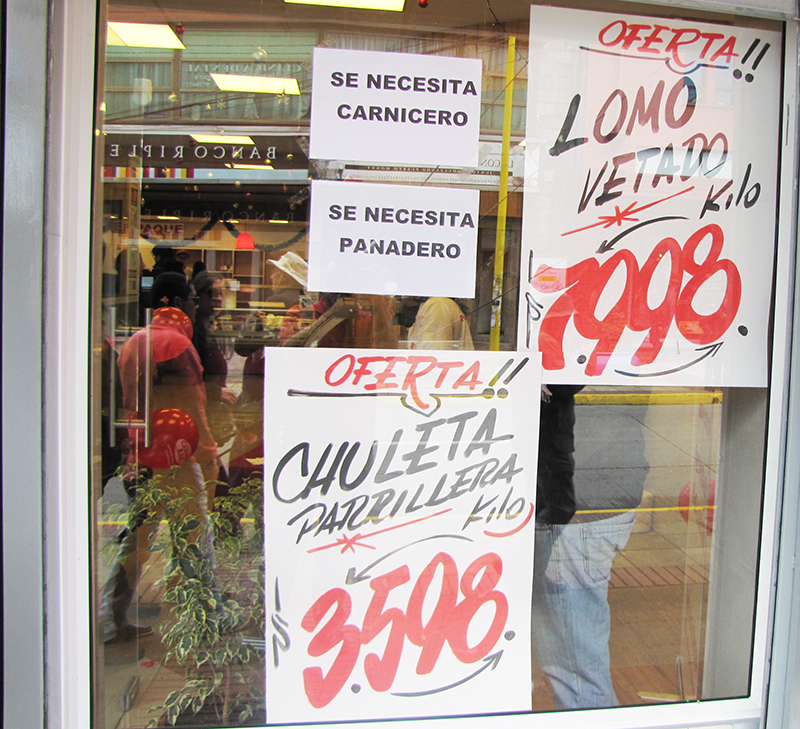 SE NECESITA
CARNICERO
SE NECESITA
PANADERO
OFERTA!!
LOMO
VETADO
Kilo
7.998.
OFERTA!!
CHULETA
PARRILLERA
Kilo
3.598.
BANCO RIPLE